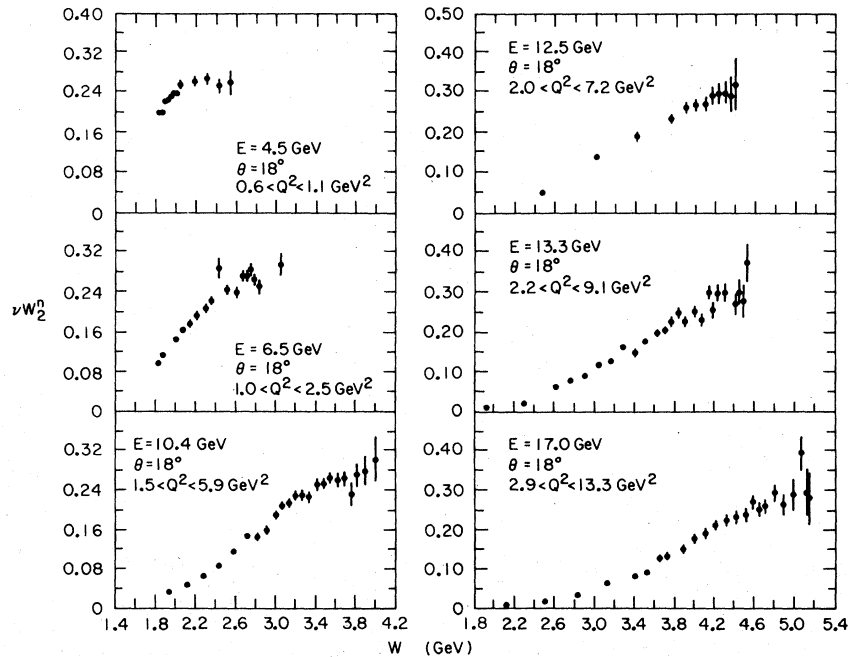 0.40
0.32
0.24
0.16
0.08
0
E = 4.5 GeV
θ = 18°
0.6 < Q² < 1.1 GeV²
0.50
0.40
0.30
0.20
0.10
0
E = 12.5 GeV
θ = 18°
2.0 < Q² < 7.2 GeV²
νW₂ⁿ
0.32
0.24
0.16
0.08
0
E = 6.5 GeV
θ = 18°
1.0 < Q² < 2.5 GeV²
0.40
0.30
0.20
0.10
0
E = 13.3 GeV
θ = 18°
2.2 < Q² < 9.1 GeV²
0.32
0.24
0.16
0.08
0
E = 10.4 GeV
θ = 18°
1.5 < Q² < 5.9 GeV²
0.40
0.30
0.20
0.10
0
E = 17.0 GeV
θ = 18°
2.9 < Q² < 13.3 GeV²
1.4 1.8 2.2 2.6 3.0 3.4 3.8 4.2
1.8 2.2 2.6 3.0 3.4 3.8 4.2 4.6 5.0 5.4
W (GeV)